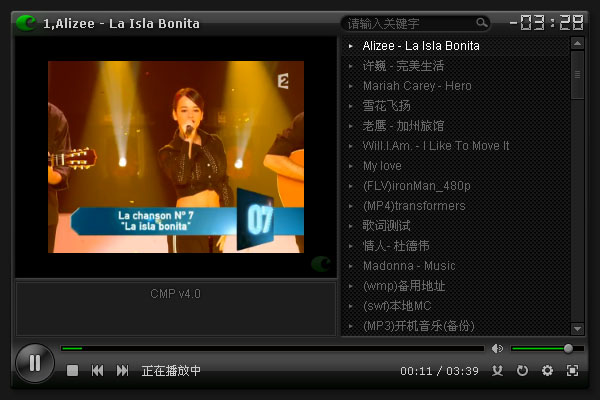 1,Alizee - La Isla Bonita
请输入关键字
-03:28
2
La chanson N° 7
"La isla bonita"
07
CMP v4.0
Alizee - La Isla Bonita
许巍 - 完美生活
Mariah Carey - Hero
雪花飞扬
老鹰 - 加州旅馆
Will.I.Am. - I Like To Move It
My love
(FLV)ironMan_480p
(MP4)transformers
歌词测试
情人- 杜德伟
Madonna - Music
(wmp)备用地址
(swf)本地MC
(MP3)开机音乐(备份)
正在播放中
00:11 / 03:39